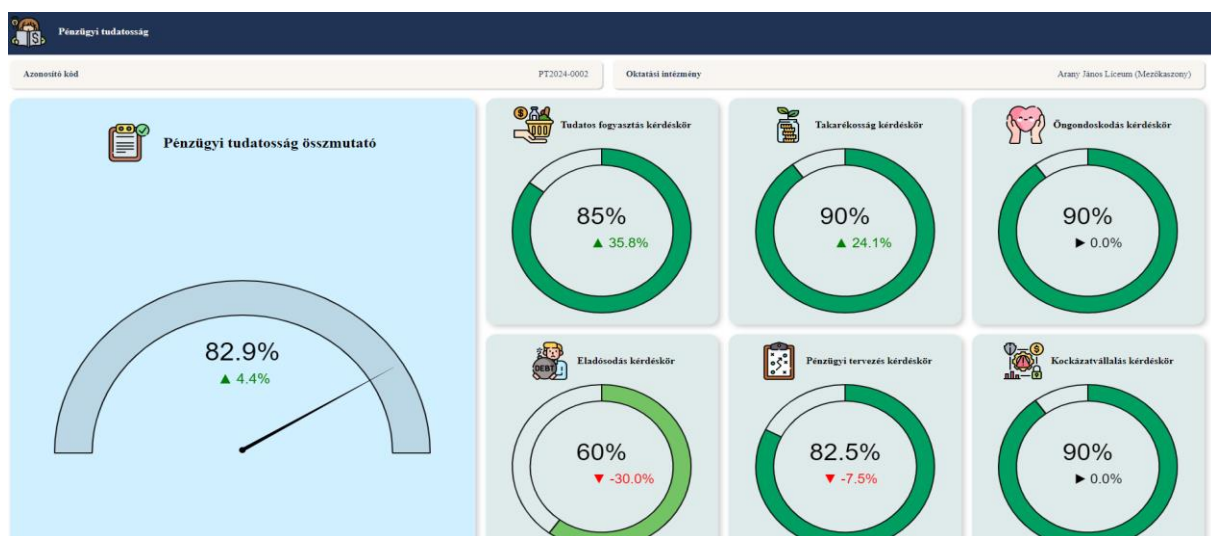 Pénzügyi tudatosság
Azonosító kód PT2024-0002 Oktatási intézmény Arany János Líceum (Mezőkaszony)
Pénzügyi tudatosság összmutató
82.9%
▲ 4.4%
Tudatos fogyasztás kérdéskör
85%
▲ 35.8%
Takarékosság kérdéskör
90%
▲ 24.1%
Öngondoskodás kérdéskör
90%
► 0.0%
DEBT
Eladósodás kérdéskör
60%
▼ -30.0%
Pénzügyi tervezés kérdéskör
82.5%
▼ -7.5%
Kockázatvállalás kérdéskör
90%
► 0.0%